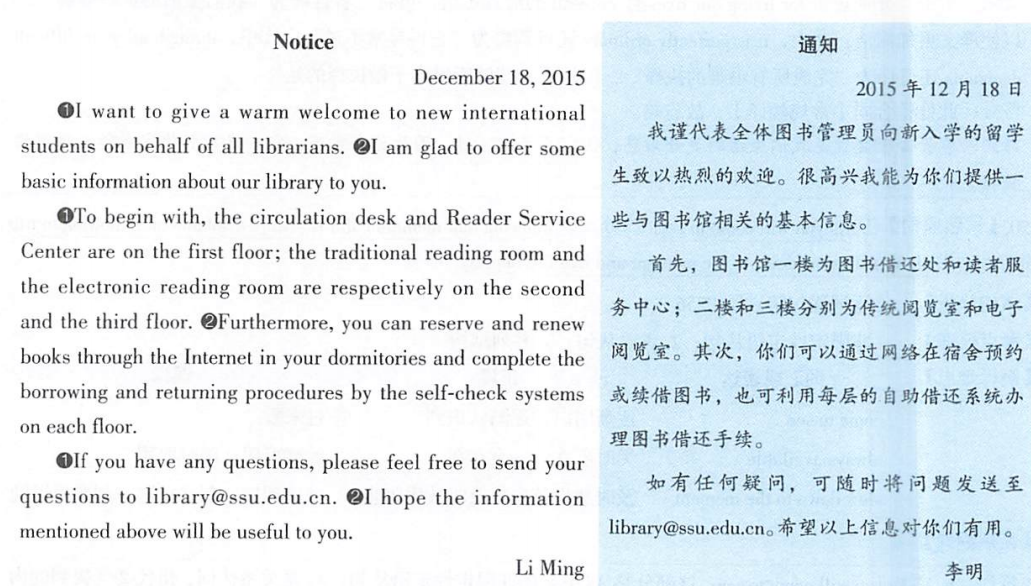 Notice
December 18, 2015
❶I want to give a warm welcome to new international
students on behalf of all librarians. ❷I am glad to offer some
basic information about our library to you.
❶To begin with, the circulation desk and Reader Service
Center are on the first floor; the traditional reading room and
the electronic reading room are respectively on the second
and the third floor. ❷Furthermore, you can reserve and renew
books through the Internet in your dormitories and complete the
borrowing and returning procedures by the self-check systems
on each floor.
❶If you have any questions, please feel free to send your
questions to library@ssu.edu.cn. ❷I hope the information
mentioned above will be useful to you.
Li Ming
通知
2015 年 12 月 18 日
我谨代表全体图书管理员向新入学的留学
生致以热烈的欢迎。很高兴我能为你们提供一
些与图书馆相关的基本信息。
首先，图书馆一楼为图书借还处和读者服
务中心；二楼和三楼分别为传统阅览室和电子
阅览室。其次，你们可以通过网络在宿舍预约
或续借图书，也可利用每层的自助借还系统办
理图书借还手续。
如有任何疑问，可随时将问题发送至
library@ssu.edu.cn。希望以上信息对你们有用。
李明